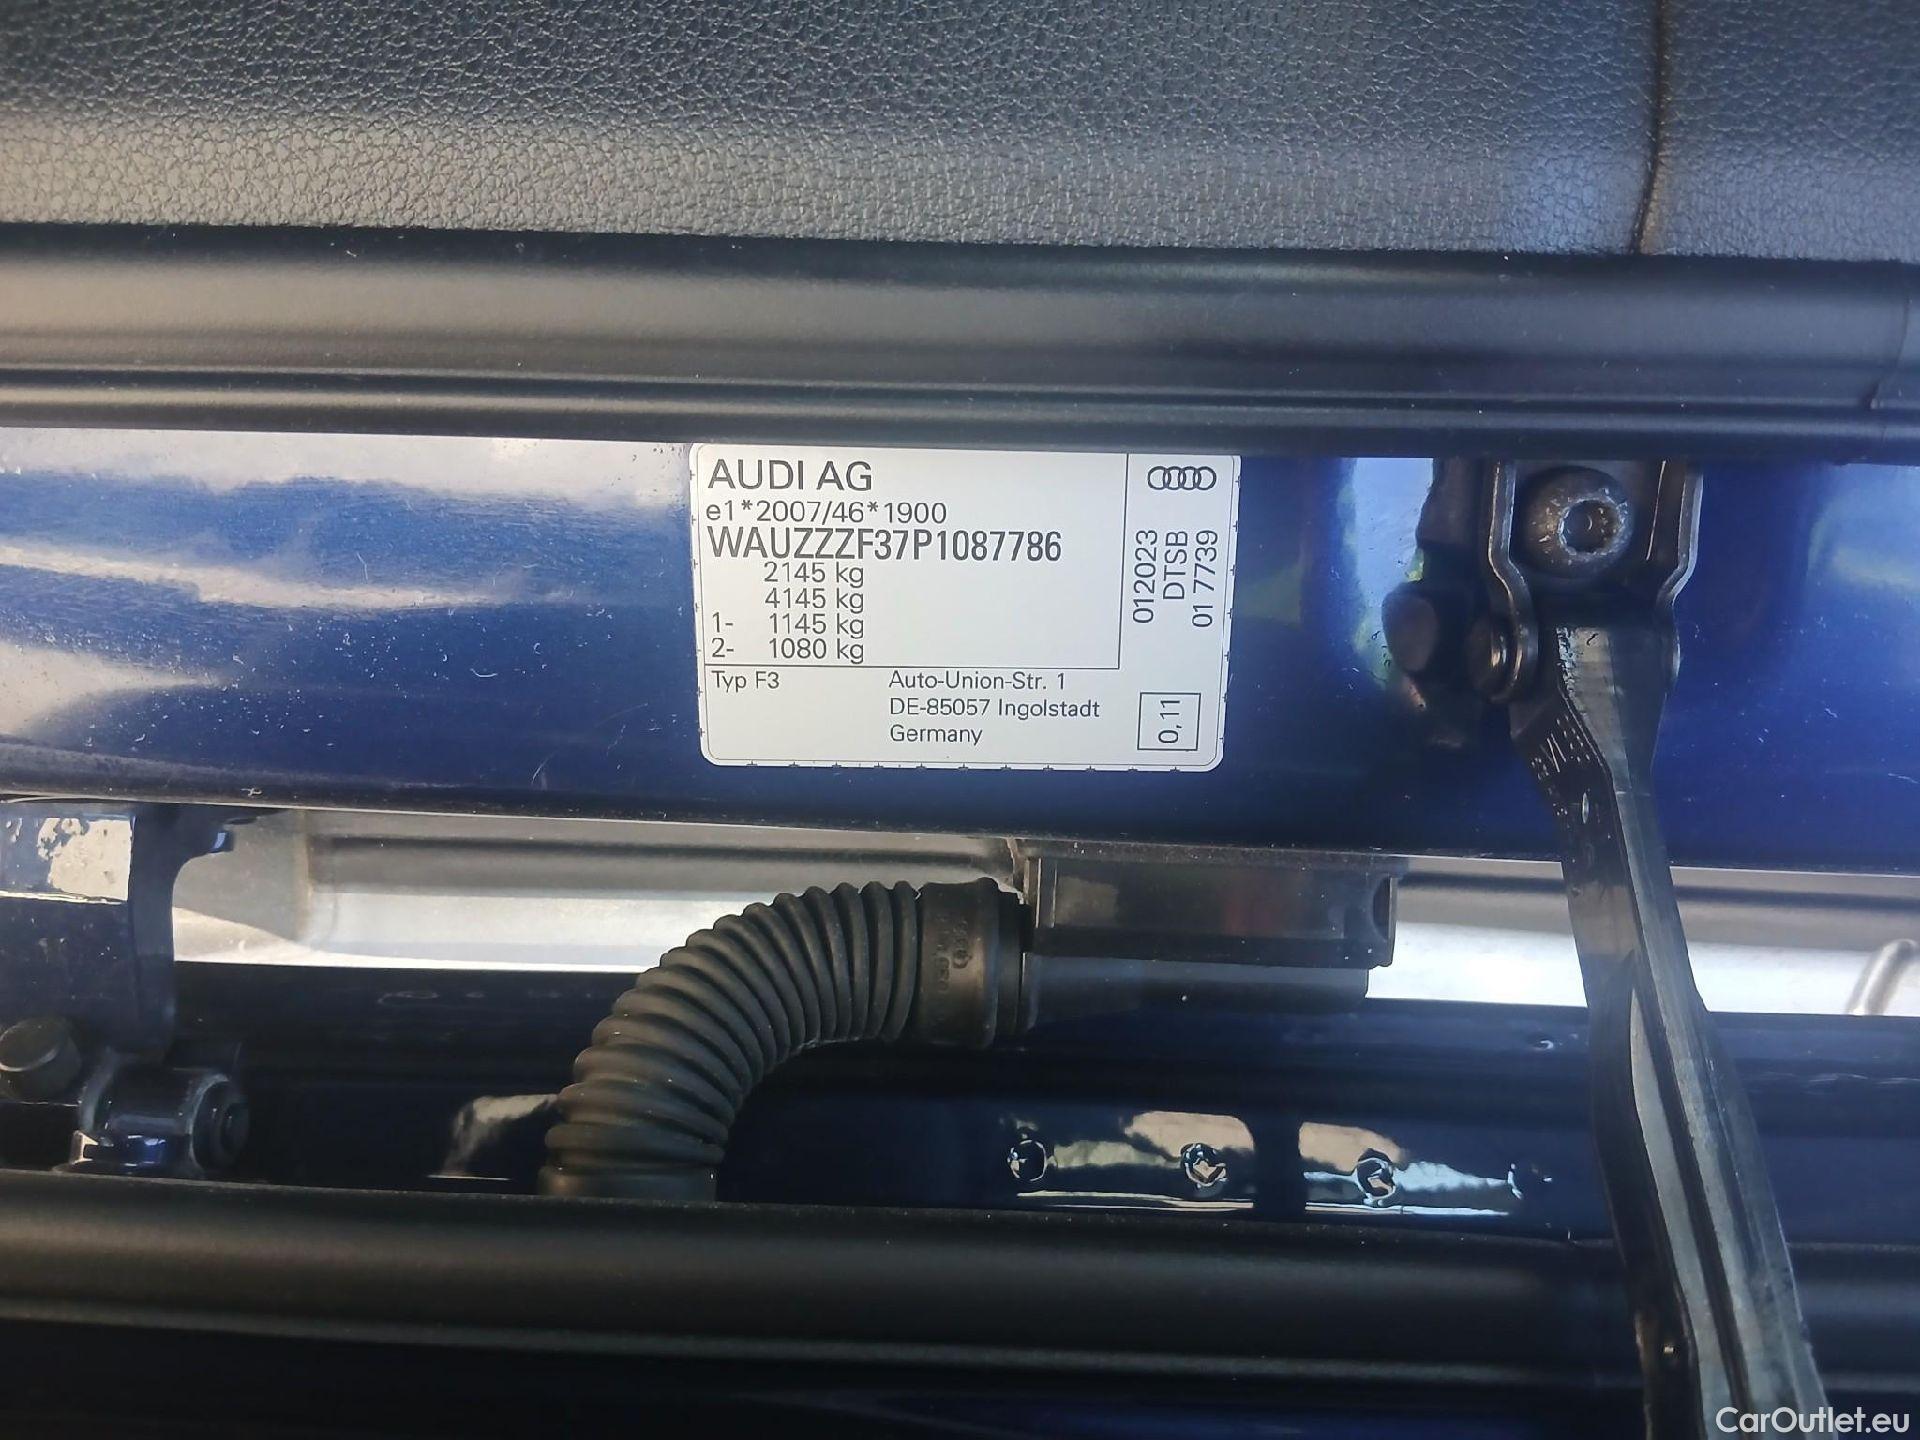 AUDI AG
e1*2007/46*1900
WAUZZZF37P1087786
2145 kg
4145 kg
1- 1145 kg
2- 1080 kg
Typ F3
Auto-Union-Str. 1
DE-85057 Ingolstadt
Germany
012023
DTSB
01 7739
0,11
CarOutlet.eu